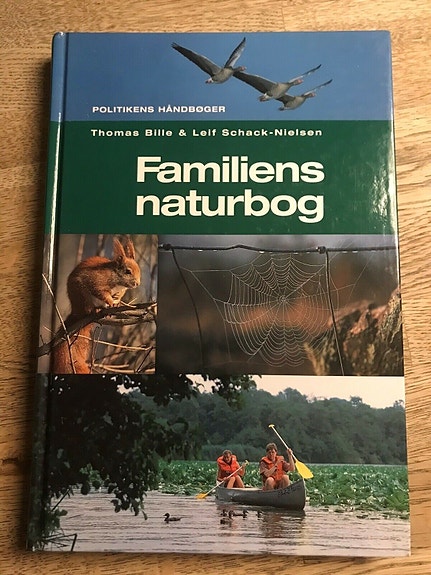 POLITIKENS HÅNDBØGER
Thomas Bille & Leif Schack-Nielsen
Familiens
naturbog